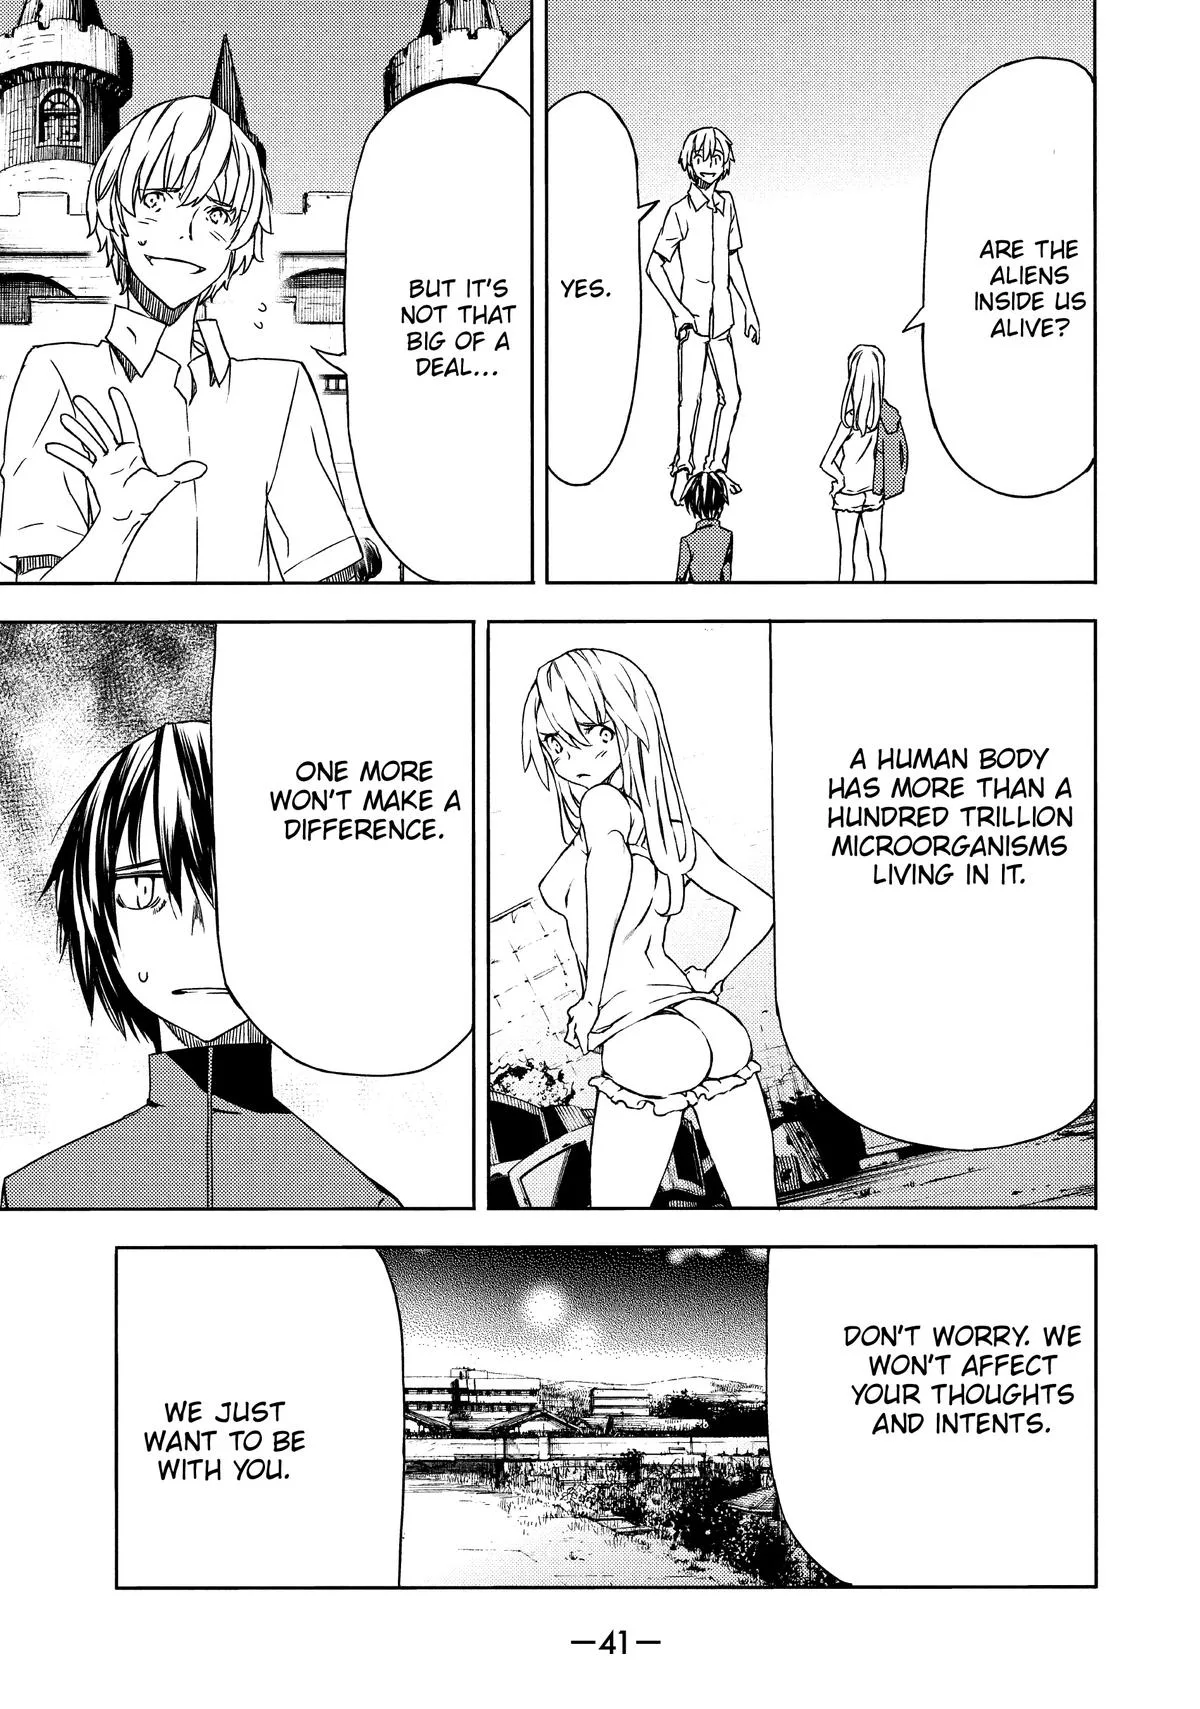 ARE THE
ALIENS
INSIDE US
ALIVE?
YES.
BUT IT'S
NOT THAT
BIG OF A
DEAL...
A HUMAN BODY
HAS MORE THAN A
HUNDRED TRILLION
MICROORGANISMS
LIVING IN IT.
ONE MORE
WON'T MAKE A
DIFFERENCE.
DON'T WORRY. WE
WON'T AFFECT
YOUR THOUGHTS
AND INTENTS.
WE JUST
WANT TO BE
WITH YOU.
—41—